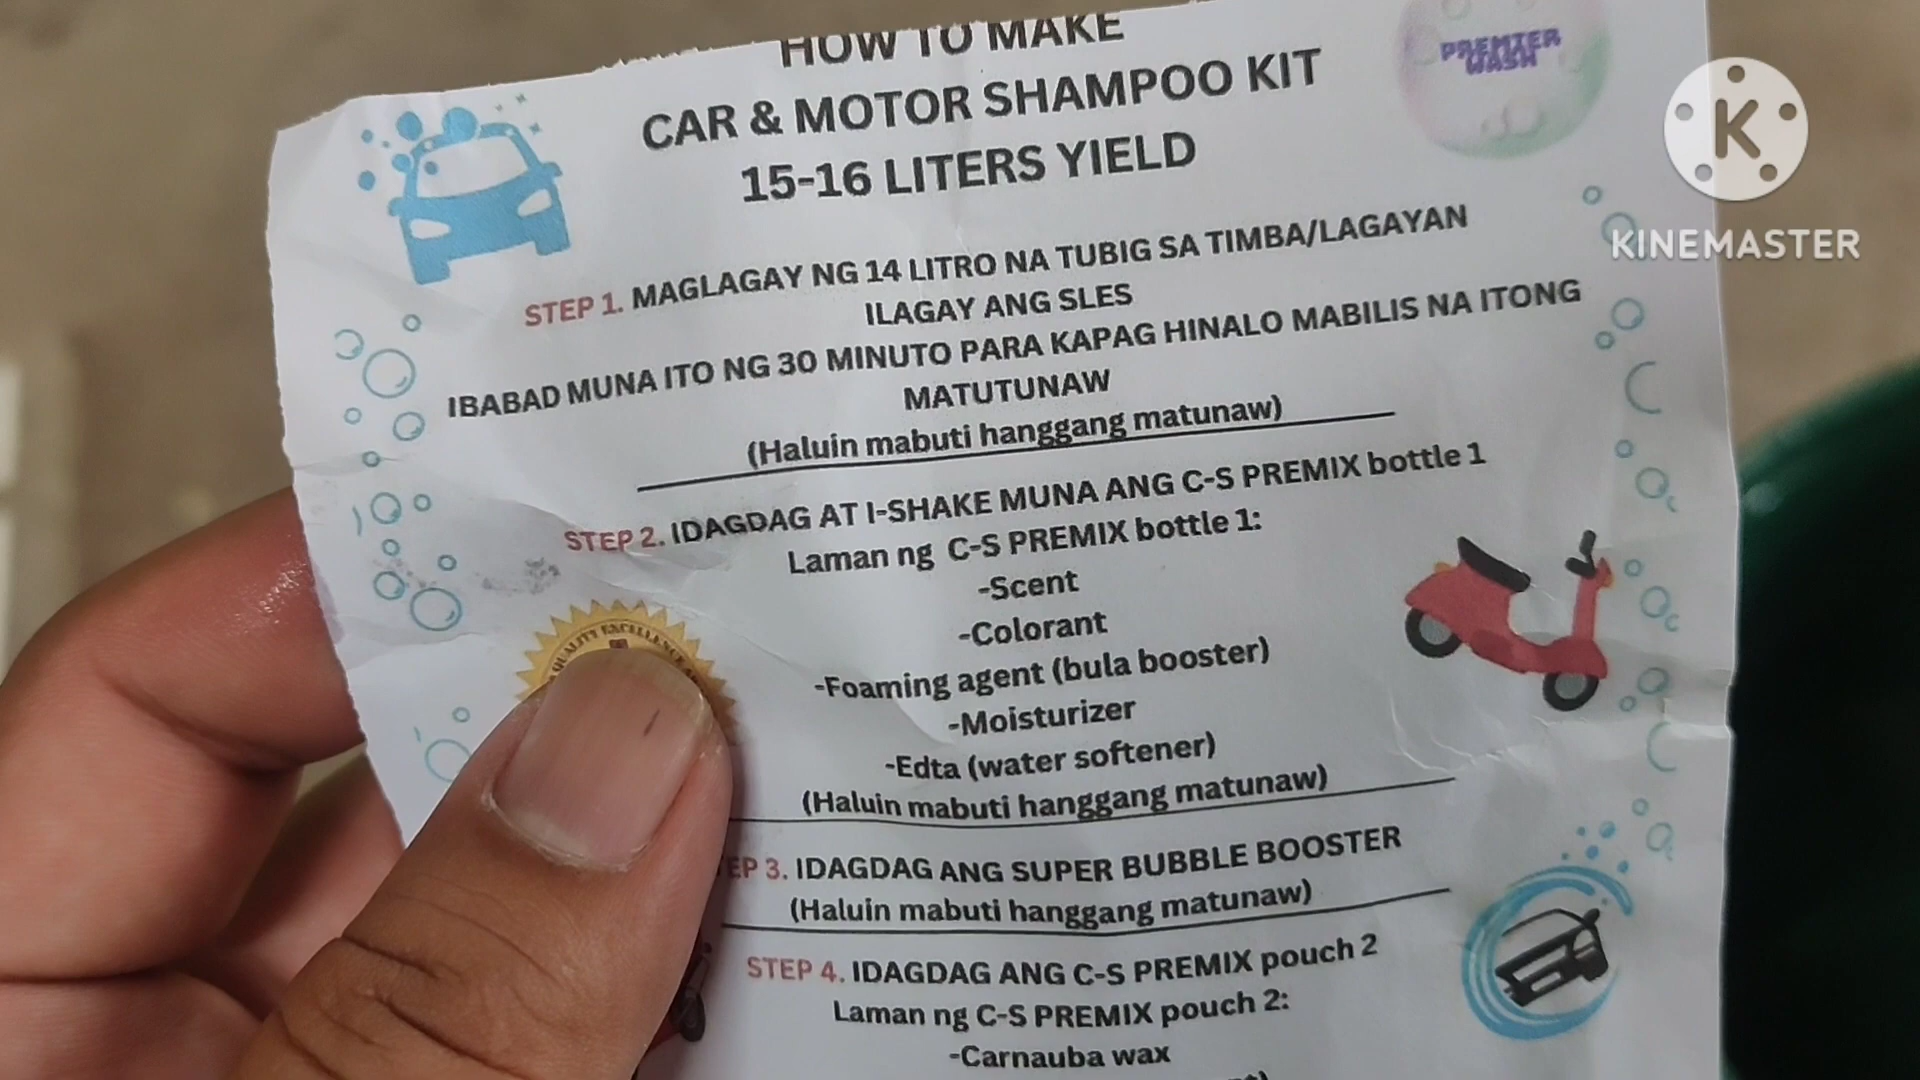 HOW TO MAKE
CAR & MOTOR SHAMPOO KIT
15-16 LITERS YIELD
PREMIER
WASH
KINEMASTER
STEP 1. MAGLAGAY NG 14 LITRO NA TUBIG SA TIMBA/LAGAYAN
ILAGAY ANG SLES
IBABAD MUNA ITO NG 30 MINUTO PARA KAPAG HINALO MABILIS NA ITONG
MATUTUNAW
(Haluin mabuti hanggang matunaw)
STEP 2. IDAGDAG AT I-SHAKE MUNA ANG C-S PREMIX bottle 1
Laman ng C-S PREMIX bottle 1:
-Scent
-Colorant
-Foaming agent (bula booster)
-Moisturizer
-Edta (water softener)
(Haluin mabuti hanggang matunaw)
QUALITY EXCELLENCE
EP 3. IDAGDAG ANG SUPER BUBBLE BOOSTER
(Haluin mabuti hanggang matunaw)
STEP 4. IDAGDAG ANG C-S PREMIX pouch 2
Laman ng C-S PREMIX pouch 2:
-Carnauba wax